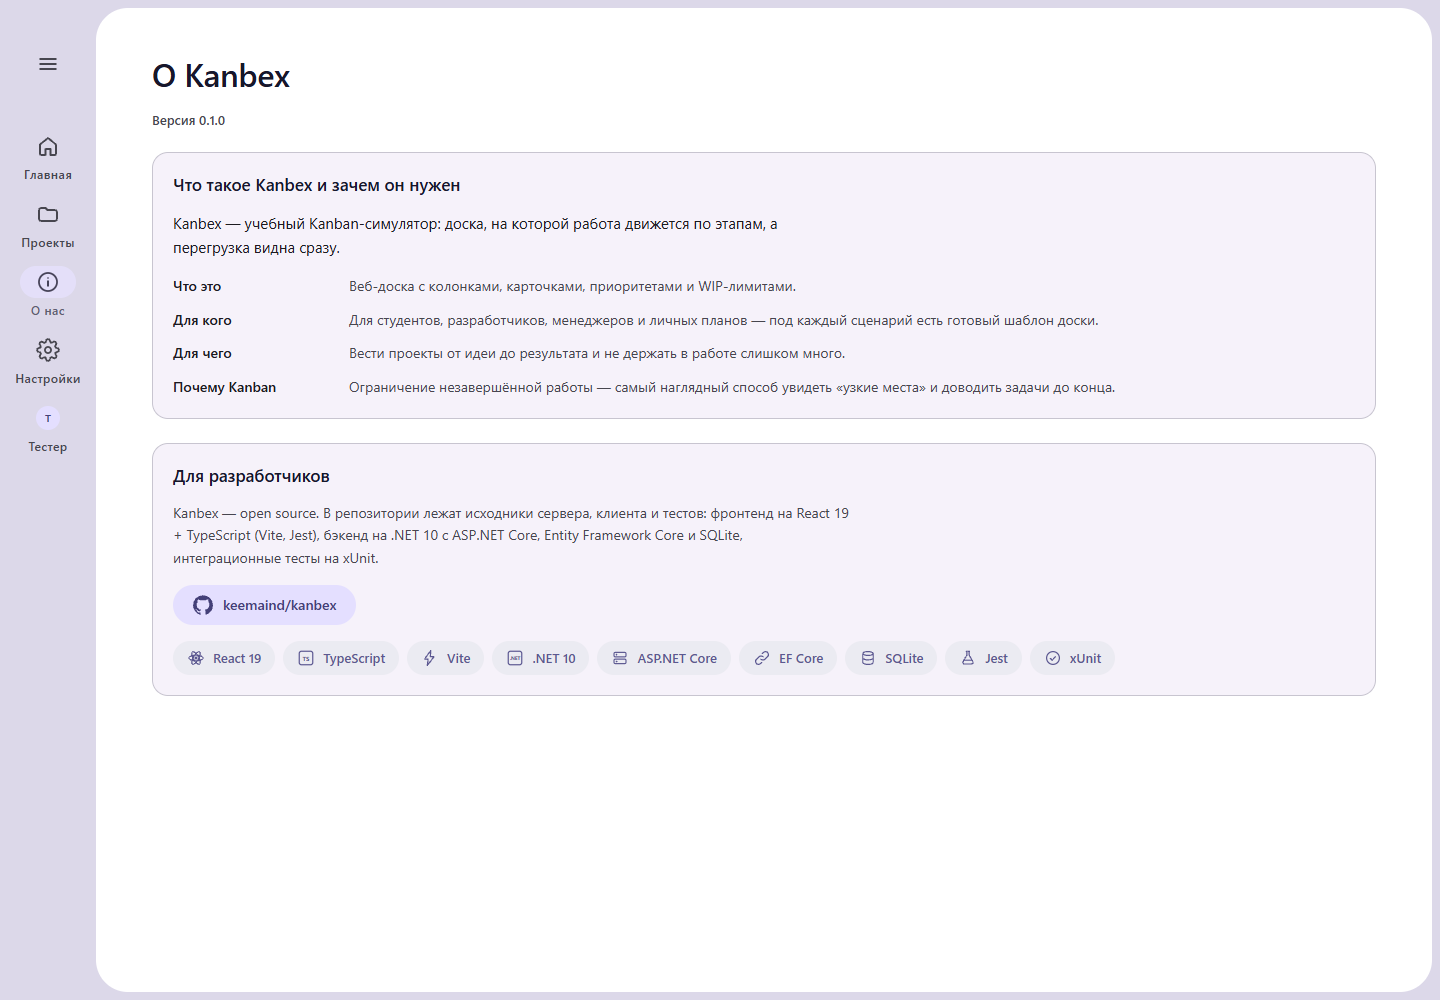 Главная
Проекты
О нас
Настройки
Т
Тестер
О Kanbex
Версия 0.1.0
Что такое Kanbex и зачем он нужен
Kanbex — учебный Kanban-симулятор: доска, на которой работа движется по этапам, а
перегрузка видна сразу.
Что это
Веб-доска с колонками, карточками, приоритетами и WIP-лимитами.
Для кого
Для студентов, разработчиков, менеджеров и личных планов — под каждый сценарий есть готовый шаблон доски.
Для чего
Вести проекты от идеи до результата и не держать в работе слишком много.
Почему Kanban
Ограничение незавершённой работы — самый наглядный способ увидеть «узкие места» и доводить задачи до конца.
Для разработчиков
Kanbex — open source. В репозитории лежат исходники сервера, клиента и тестов: фронтенд на React 19
+ TypeScript (Vite, Jest), бэкенд на .NET 10 с ASP.NET Core, Entity Framework Core и SQLite,
интеграционные тесты на xUnit.
keemaind/kanbex
React 19
TS TypeScript
Vite
.NET .NET 10
ASP.NET Core
EF Core
SQLite
Jest
xUnit